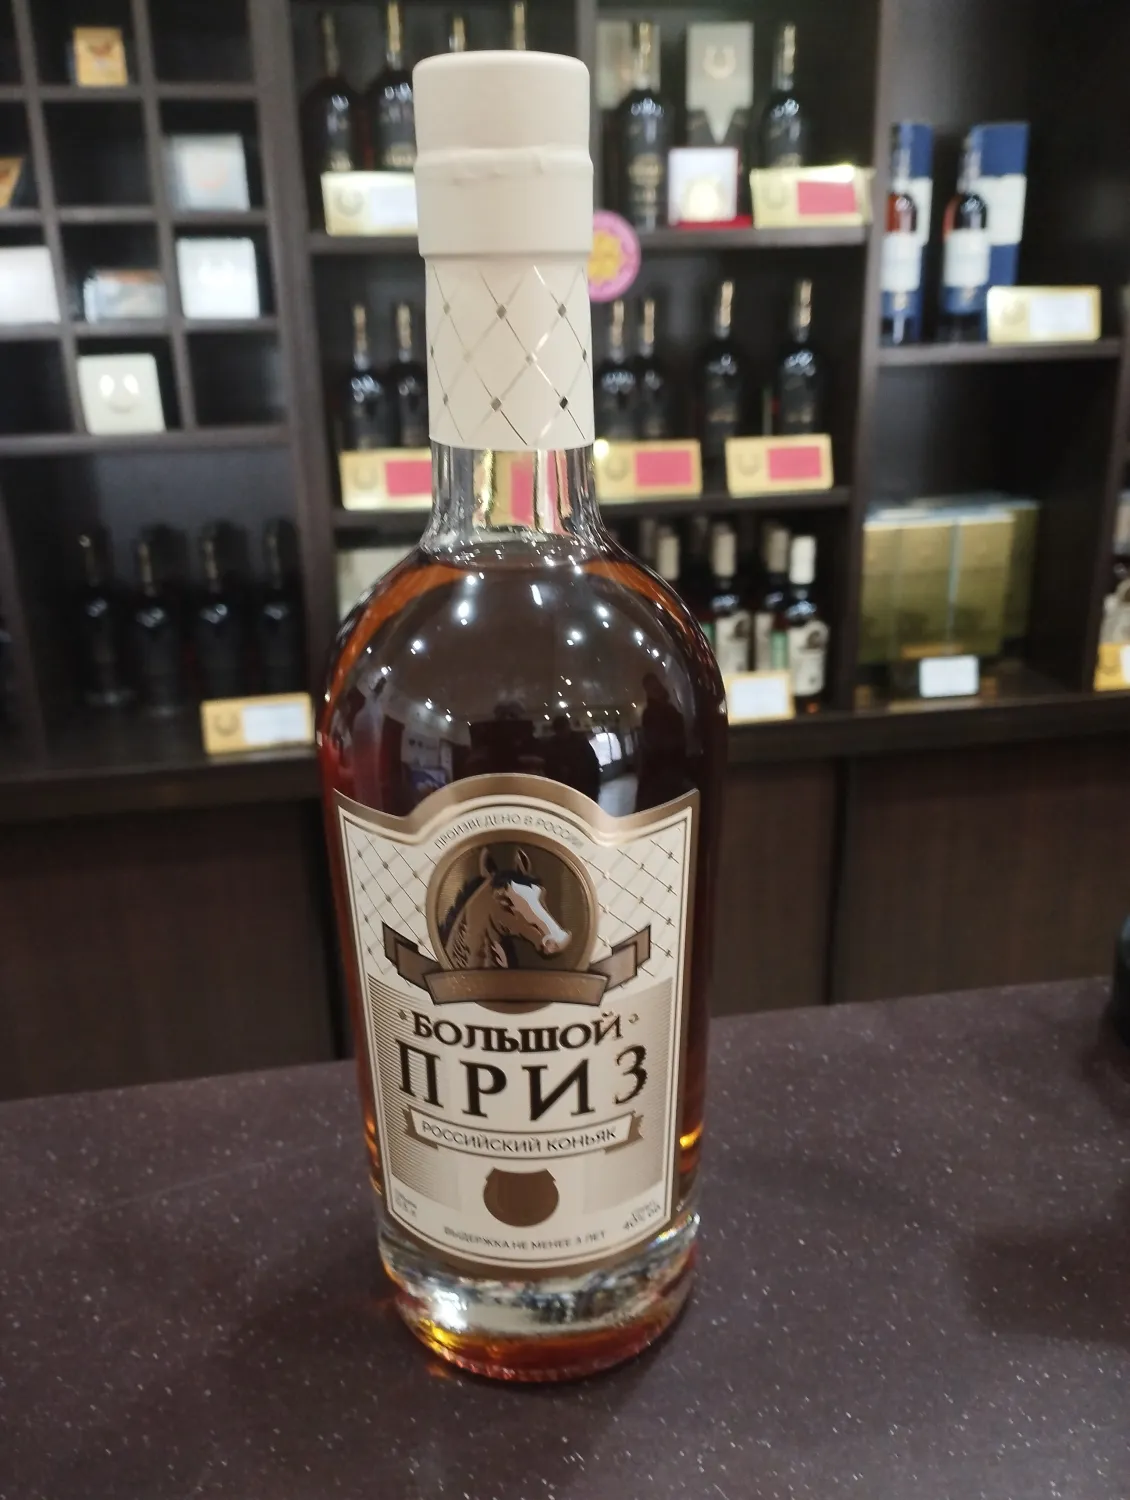 ПРОИЗВЕДЕНО В РОССИИ
БОЛЬШОЙ
ПРИЗ
РОССИЙСКИЙ КОНЬЯК
ВЫДЕРЖКА НЕ МЕНЕЕ 3 ЛЕТ